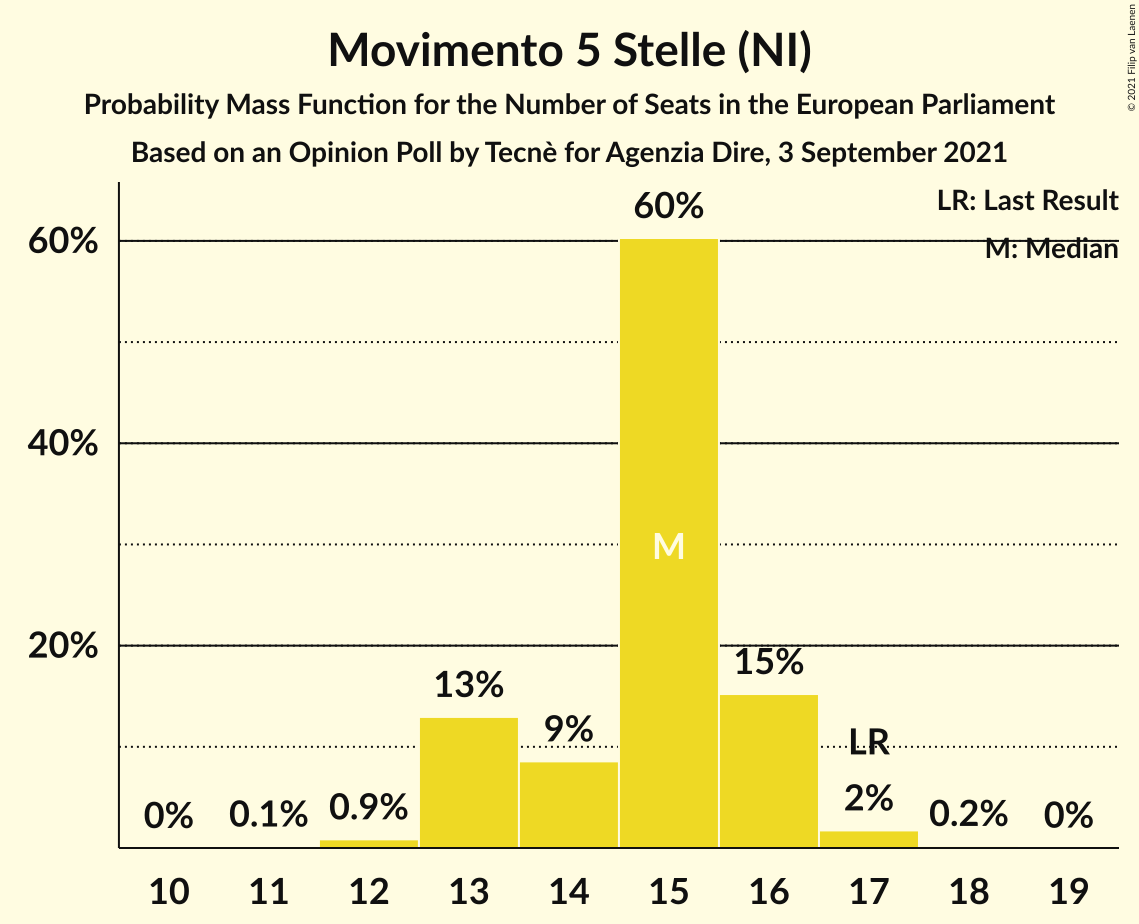 Movimento 5 Stelle (NI)
Probability Mass Function for the Number of Seats in the European Parliament
Based on an Opinion Poll by Tecnè for Agenzia Dire, 3 September 2021
© 2021 Filip van Laenen
LR: Last Result
M: Median
60%
40%
20%
0%
0.1%
0.9%
13%
9%
60%
M
15%
LR
2%
0.2%
0%
10 11 12 13 14 15 16 17 18 19